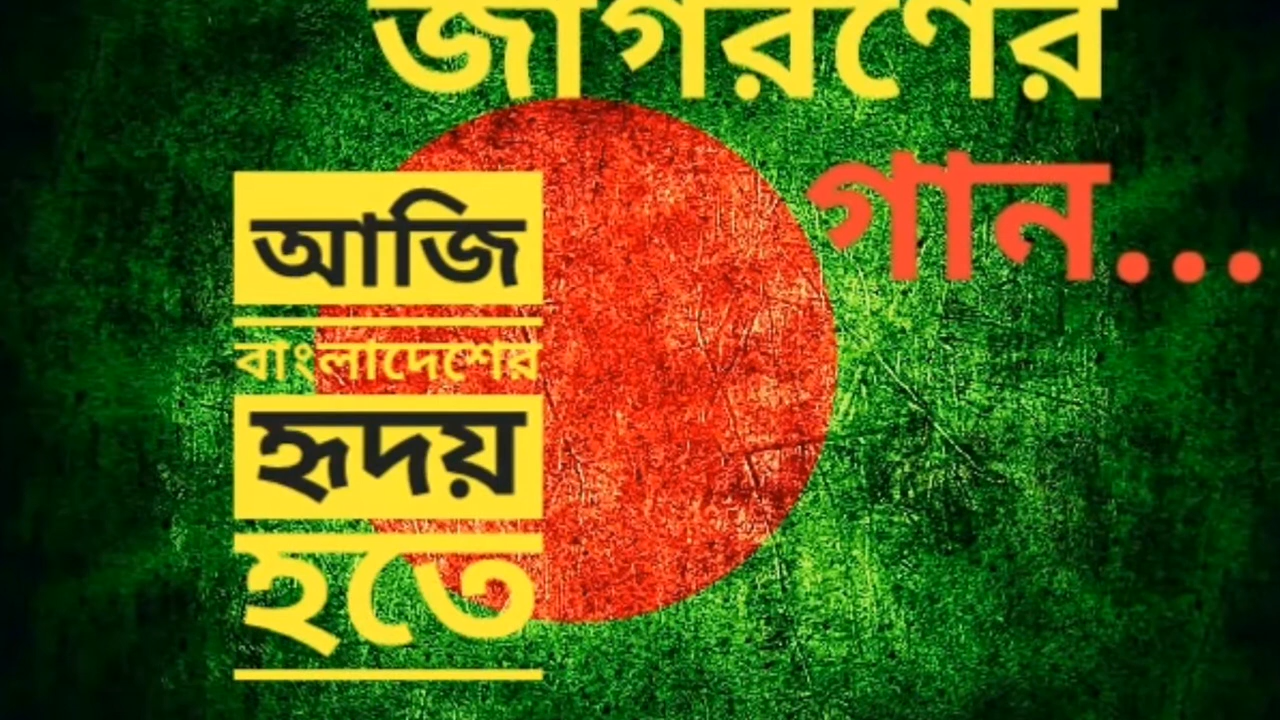 জাগরণের
গান...
আজি
বাংলাদেশের
হৃদয়
হতে